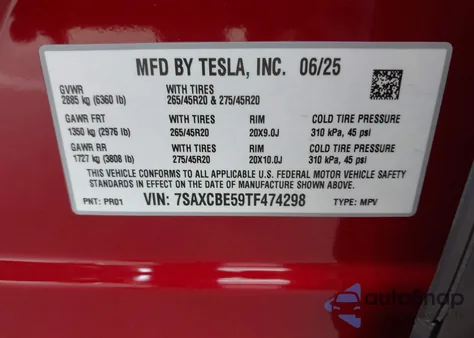 MFD BY TESLA, INC. 06/25
GVWR WITH TIRES
2885 kg (6360 lb) 265/45R20 & 275/45R20
GAWR FRT WITH TIRES RIM COLD TIRE PRESSURE
1350 kg (2976 lb) 265/45R20 20X9.0J 310 kPa, 45 psi
GAWR RR WITH TIRES RIM COLD TIRE PRESSURE
1727 kg (3808 lb) 275/45R20 20X10.0J 310 kPa, 45 psi
THIS VEHICLE CONFORMS TO ALL APPLICABLE U.S. FEDERAL MOTOR VEHICLE SAFETY
STANDARDS IN EFFECT ON THE DATE OF MANUFACTURE SHOWN ABOVE.
PNT: PR01 VIN: 7SAXCBE59TF474298 TYPE: MPV
autosnap